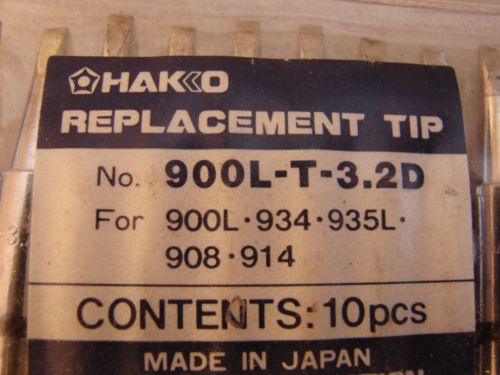 HAKKO
REPLACEMENT TIP
No. 900L-T-3.2D
For 900L·934·935L·
908·914
CONTENTS: 10pcs
MADE IN JAPAN